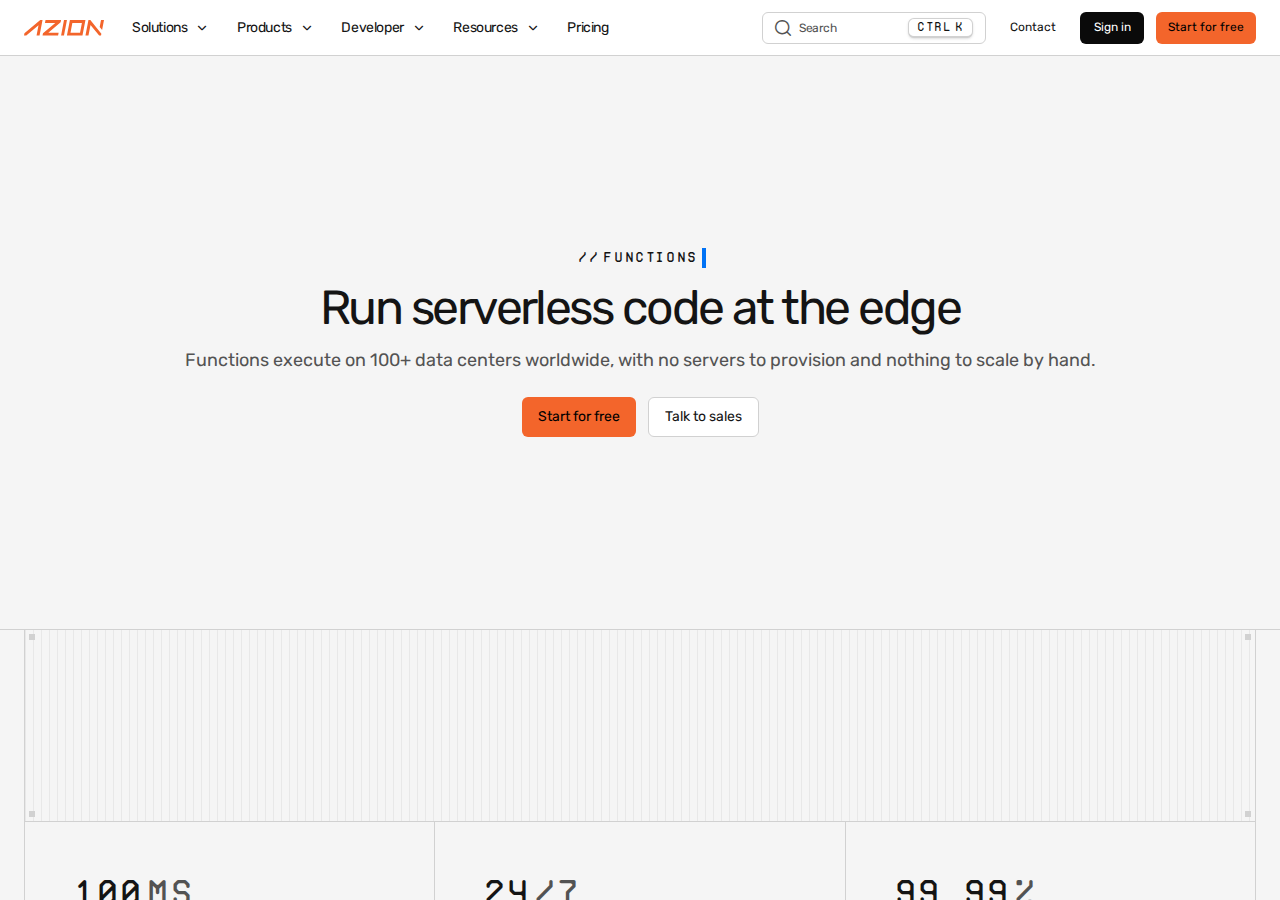 AZION
Solutions
Products
Developer
Resources
Pricing
Search
CTRL K
Contact
Sign in
Start for free
//FUNCTIONS
Run serverless code at the edge
Functions execute on 100+ data centers worldwide, with no servers to provision and nothing to scale by hand.
Start for free
Talk to sales
100MS
24/7
99.99%